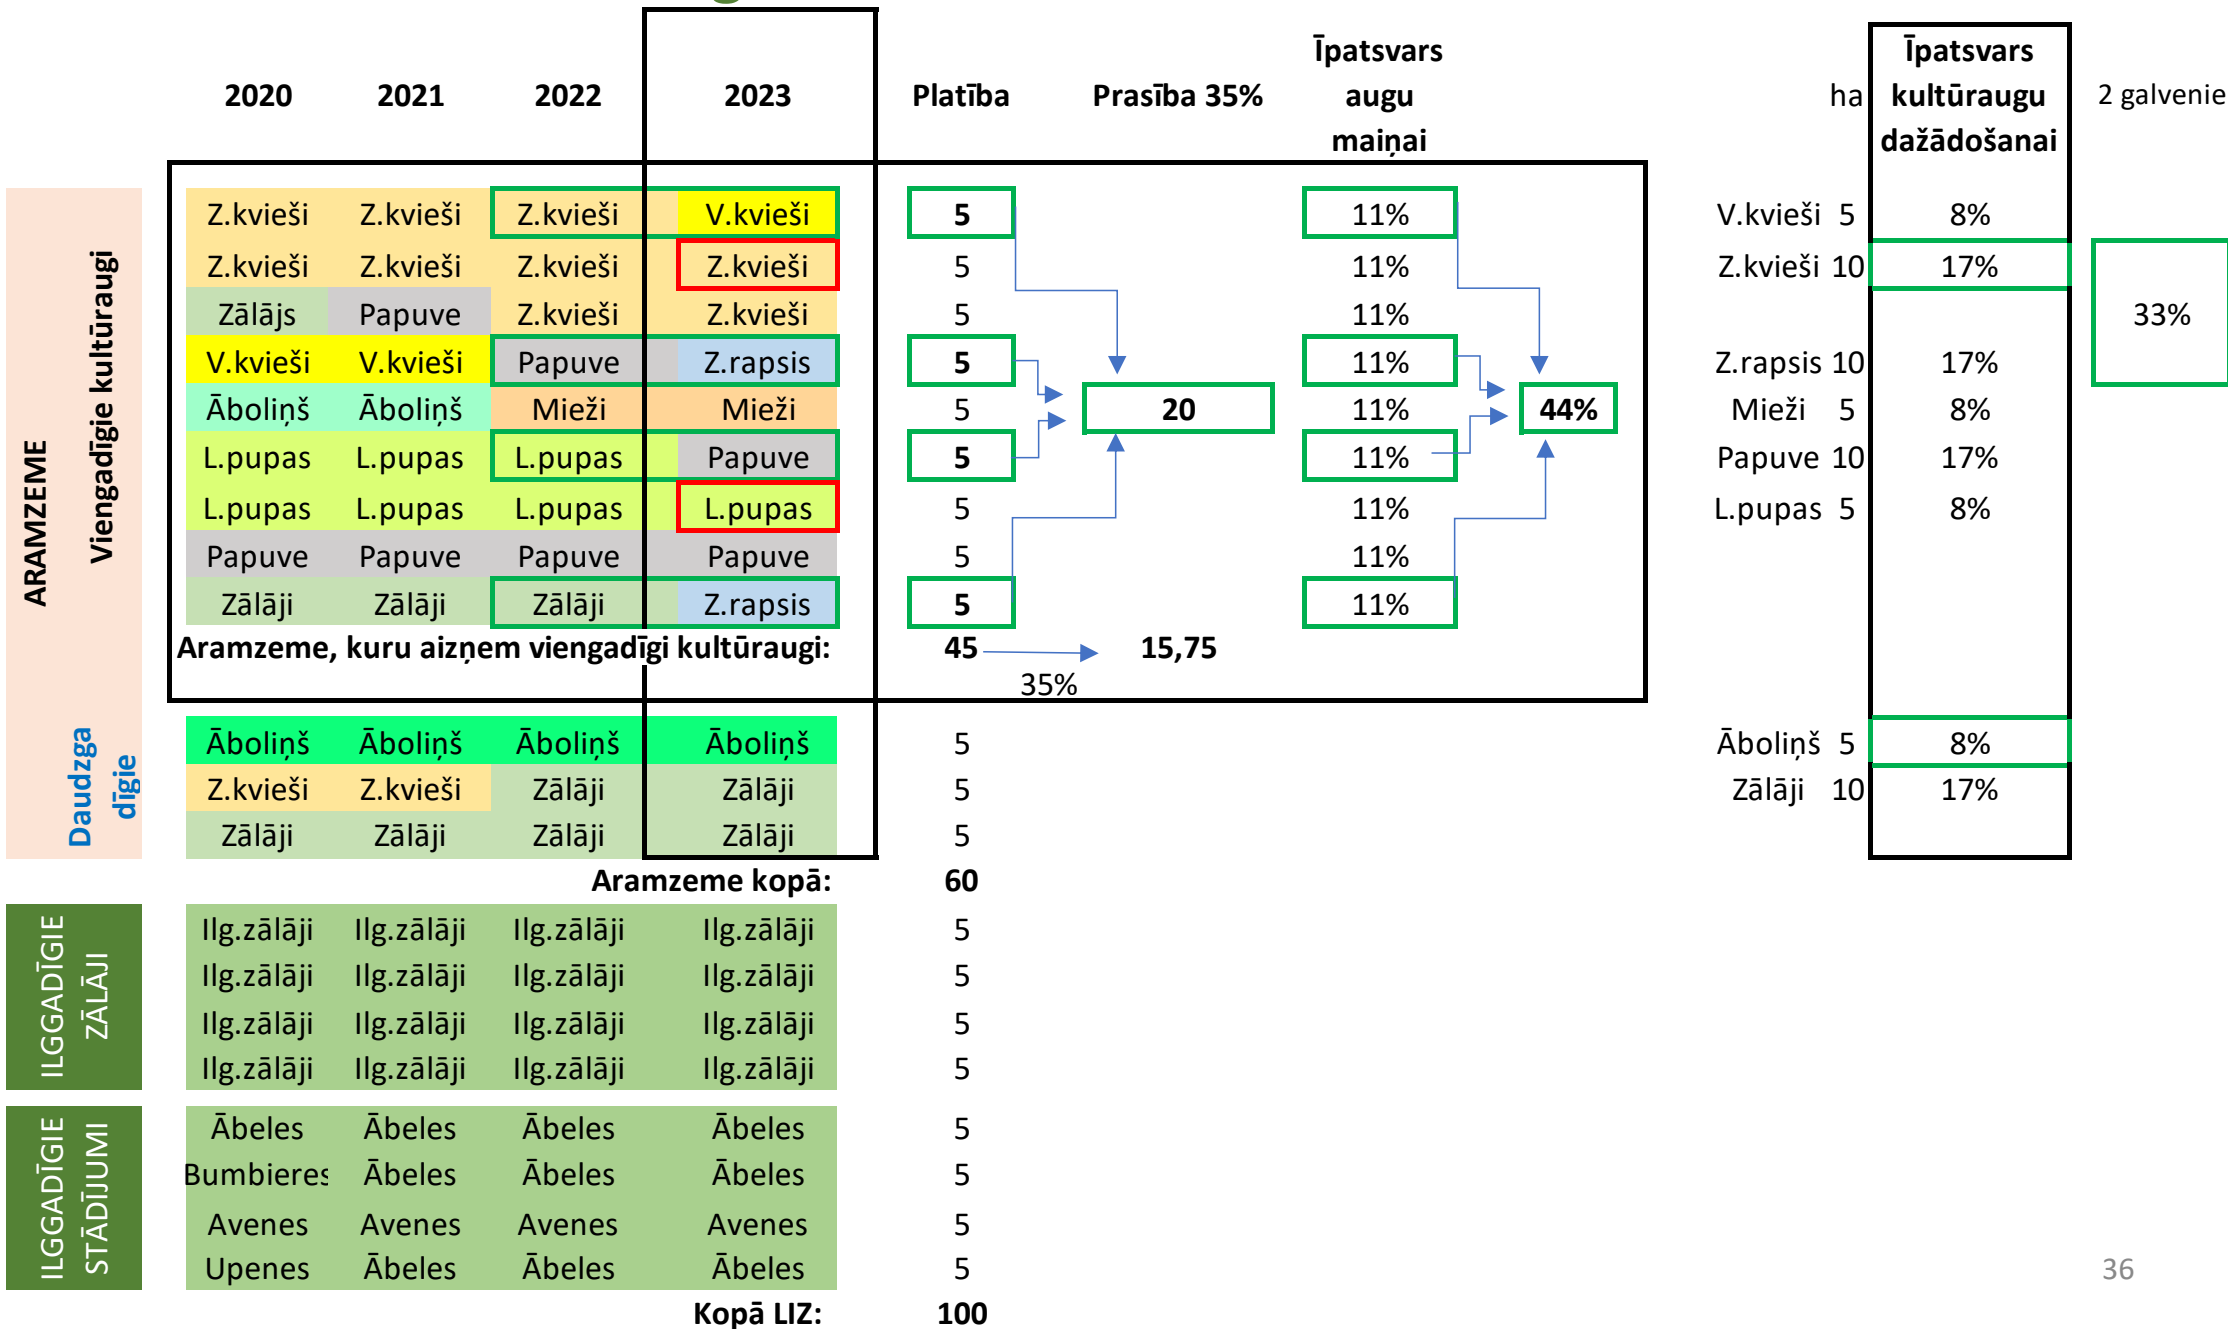 2020 2021 2022 2023 Platība Prasība 35% Īpatsvars augu maiņai ha Īpatsvars kultūraugu dažādošanai 2 galvenie
ARAMZEME
Viengadīgie kultūraugi
Z.kvieši Z.kvieši Z.kvieši V.kvieši 5 11% V.kvieši 5 8%
Z.kvieši Z.kvieši Z.kvieši Z.kvieši 5 11% Z.kvieši 10 17%
Zālājs Papuve Z.kvieši Z.kvieši 5 11% 33%
V.kvieši V.kvieši Papuve Z.rapsis 5 11% Z.rapsis 10 17%
Āboliņš Āboliņš Mieži Mieži 5 20 11% 44% Mieži 5 8%
L.pupas L.pupas L.pupas Papuve 5 11% Papuve 10 17%
L.pupas L.pupas L.pupas L.pupas 5 11% L.pupas 5 8%
Papuve Papuve Papuve Papuve 5 11%
Zālāji Zālāji Zālāji Z.rapsis 5 11%
Aramzeme, kuru aizņem viengadīgi kultūraugi: 45 15,75
35%
Daudzga
dīgie
Āboliņš Āboliņš Āboliņš Āboliņš 5 Āboliņš 5 8%
Z.kvieši Z.kvieši Zālāji Zālāji 5 Zālāji 10 17%
Zālāji Zālāji Zālāji Zālāji 5
Aramzeme kopā: 60
ILGGADĪGIE
ZĀLĀJI
Ilg.zālāji Ilg.zālāji Ilg.zālāji Ilg.zālāji 5
Ilg.zālāji Ilg.zālāji Ilg.zālāji Ilg.zālāji 5
Ilg.zālāji Ilg.zālāji Ilg.zālāji Ilg.zālāji 5
Ilg.zālāji Ilg.zālāji Ilg.zālāji Ilg.zālāji 5
ILGGADĪGIE
STĀDĪJUMI
Ābeles Ābeles Ābeles Ābeles 5
Bumbieres Ābeles Ābeles Ābeles 5
Avenes Avenes Avenes Avenes 5
Upenes Ābeles Ābeles Ābeles 5
36
Kopā LIZ: 100